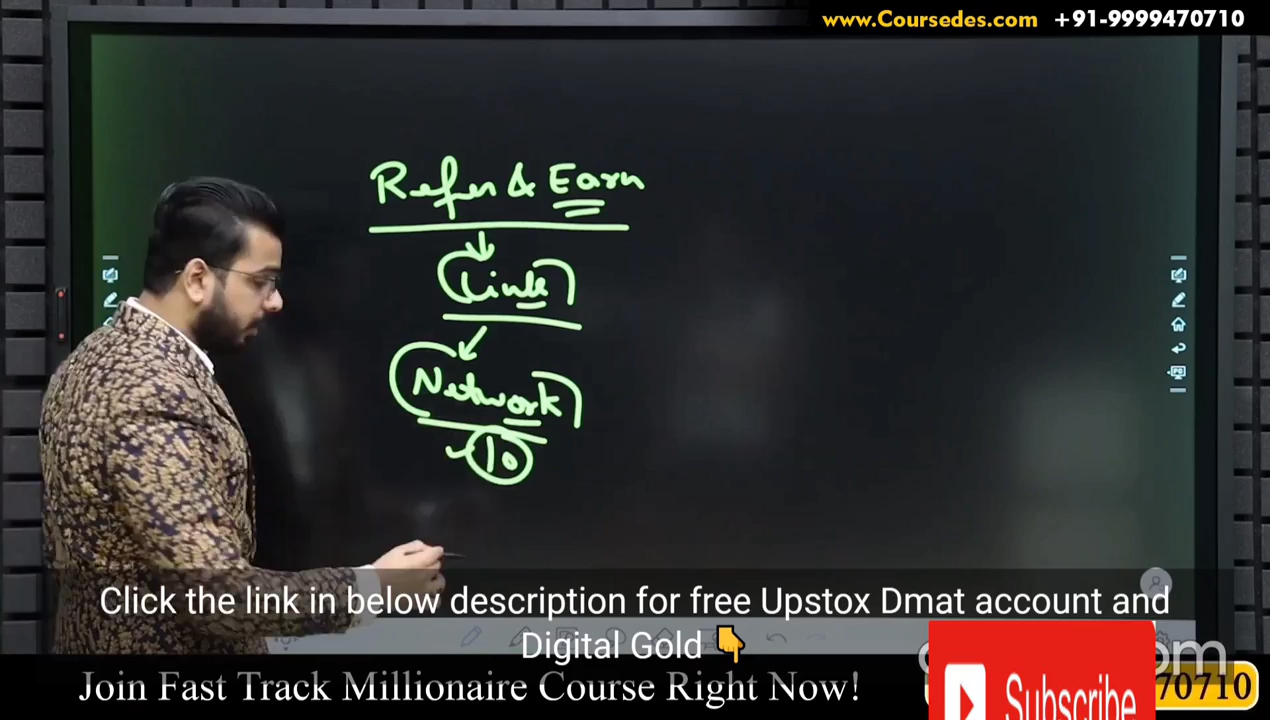 www.Coursedes.com +91-9999470710
Refer & Earn
Link
Network
10
Click the link in below description for free Upstox Dmat account and
Digital Gold 👇
Join Fast Track Millionaire Course Right Now!
70710
Subscribe